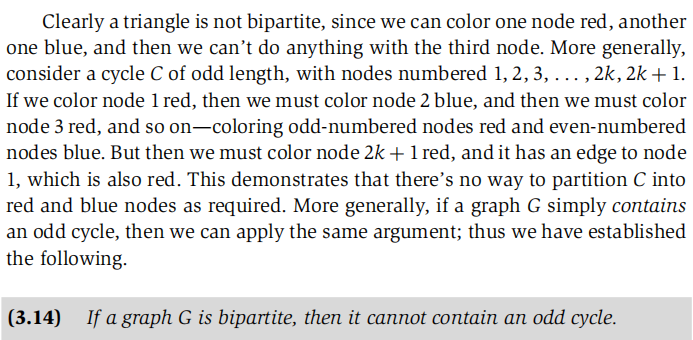 Clearly a triangle is not bipartite, since we can color one node red, another
one blue, and then we can’t do anything with the third node. More generally,
consider a cycle C of odd length, with nodes numbered 1, 2, 3, . . . , 2k, 2k + 1.
If we color node 1 red, then we must color node 2 blue, and then we must color
node 3 red, and so on—coloring odd-numbered nodes red and even-numbered
nodes blue. But then we must color node 2k + 1 red, and it has an edge to node
1, which is also red. This demonstrates that there’s no way to partition C into
red and blue nodes as required. More generally, if a graph G simply contains
an odd cycle, then we can apply the same argument; thus we have established
the following.
(3.14) If a graph G is bipartite, then it cannot contain an odd cycle.